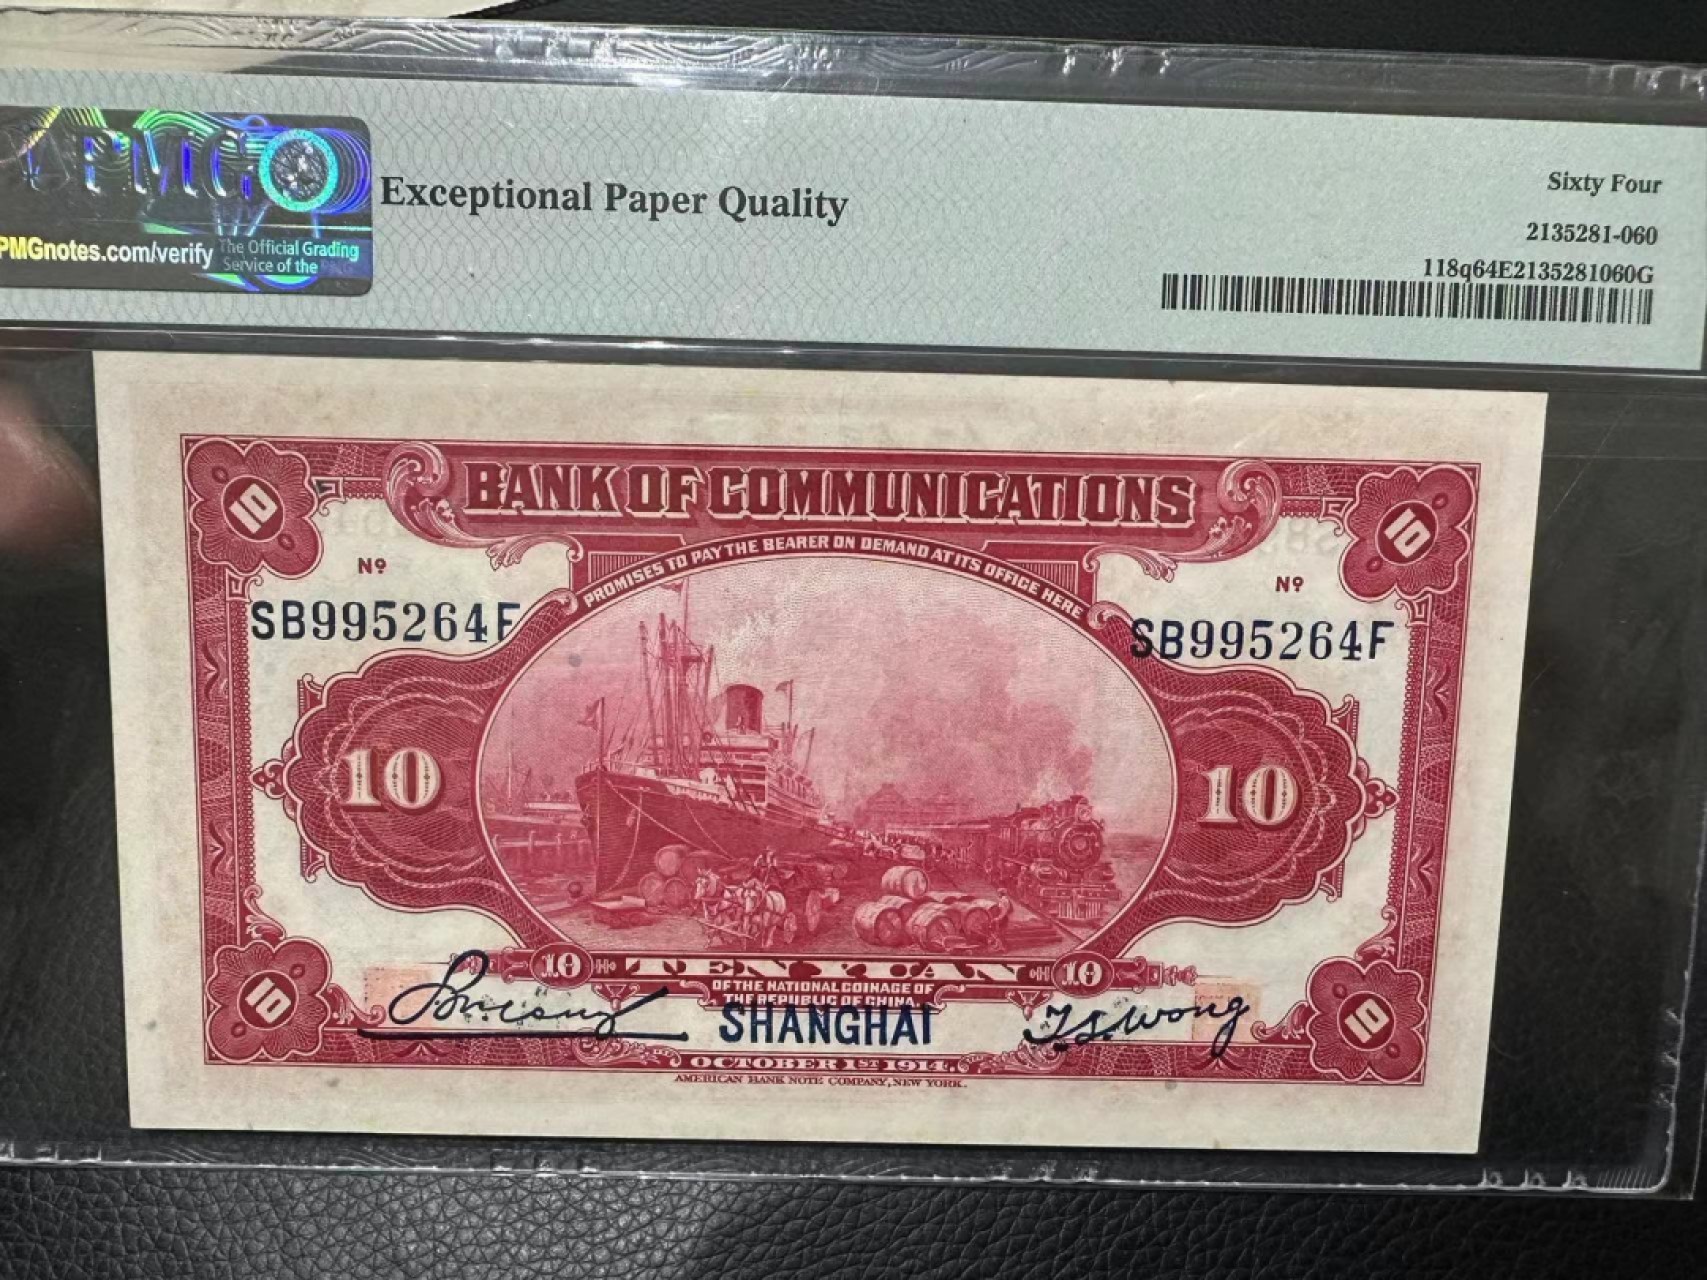 PMG
PMGnotes.com/verify
The Official Grading
Service of the
Exceptional Paper Quality
Sixty Four
2135281-060
118q64E2135281060G
BANK OF COMMUNICATIONS
PROMISES TO PAY THE BEARER ON DEMAND AT ITS OFFICE HERE
10
10
Nº
Nº
SB995264F
SB995264F
10
10
10 TEN YUAN 10
OF THE NATIONAL COINAGE OF
THE REPUBLIC OF CHINA.
10
10
SHANGHAI
T.S. Wong
OCTOBER 1ST 1914.
AMERICAN BANK NOTE COMPANY, NEW YORK.